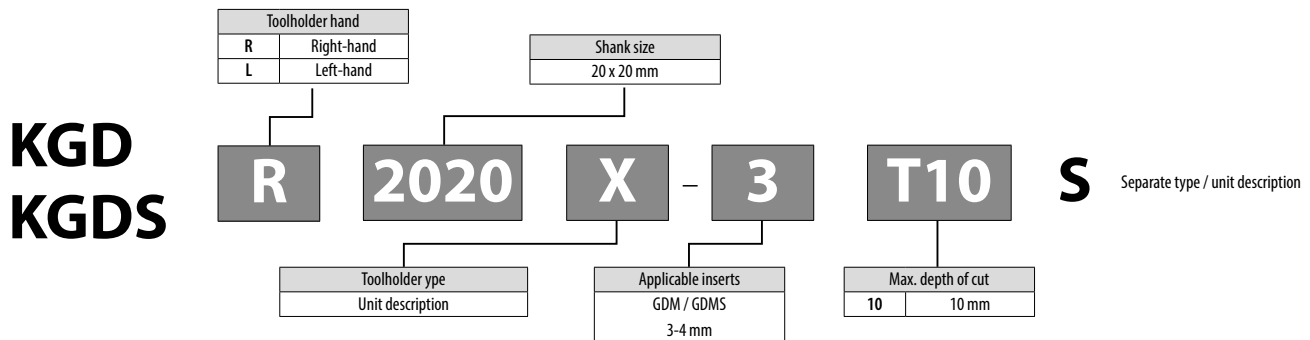 Toolholder hand
R Right-hand
L Left-hand
Shank size
20 x 20 mm
KGD
KGDS
R 2020 X – 3 T10 S Separate type / unit description
Toolholder ype
Unit description
Applicable inserts
GDM / GDMS
3-4 mm
Max. depth of cut
10 10 mm